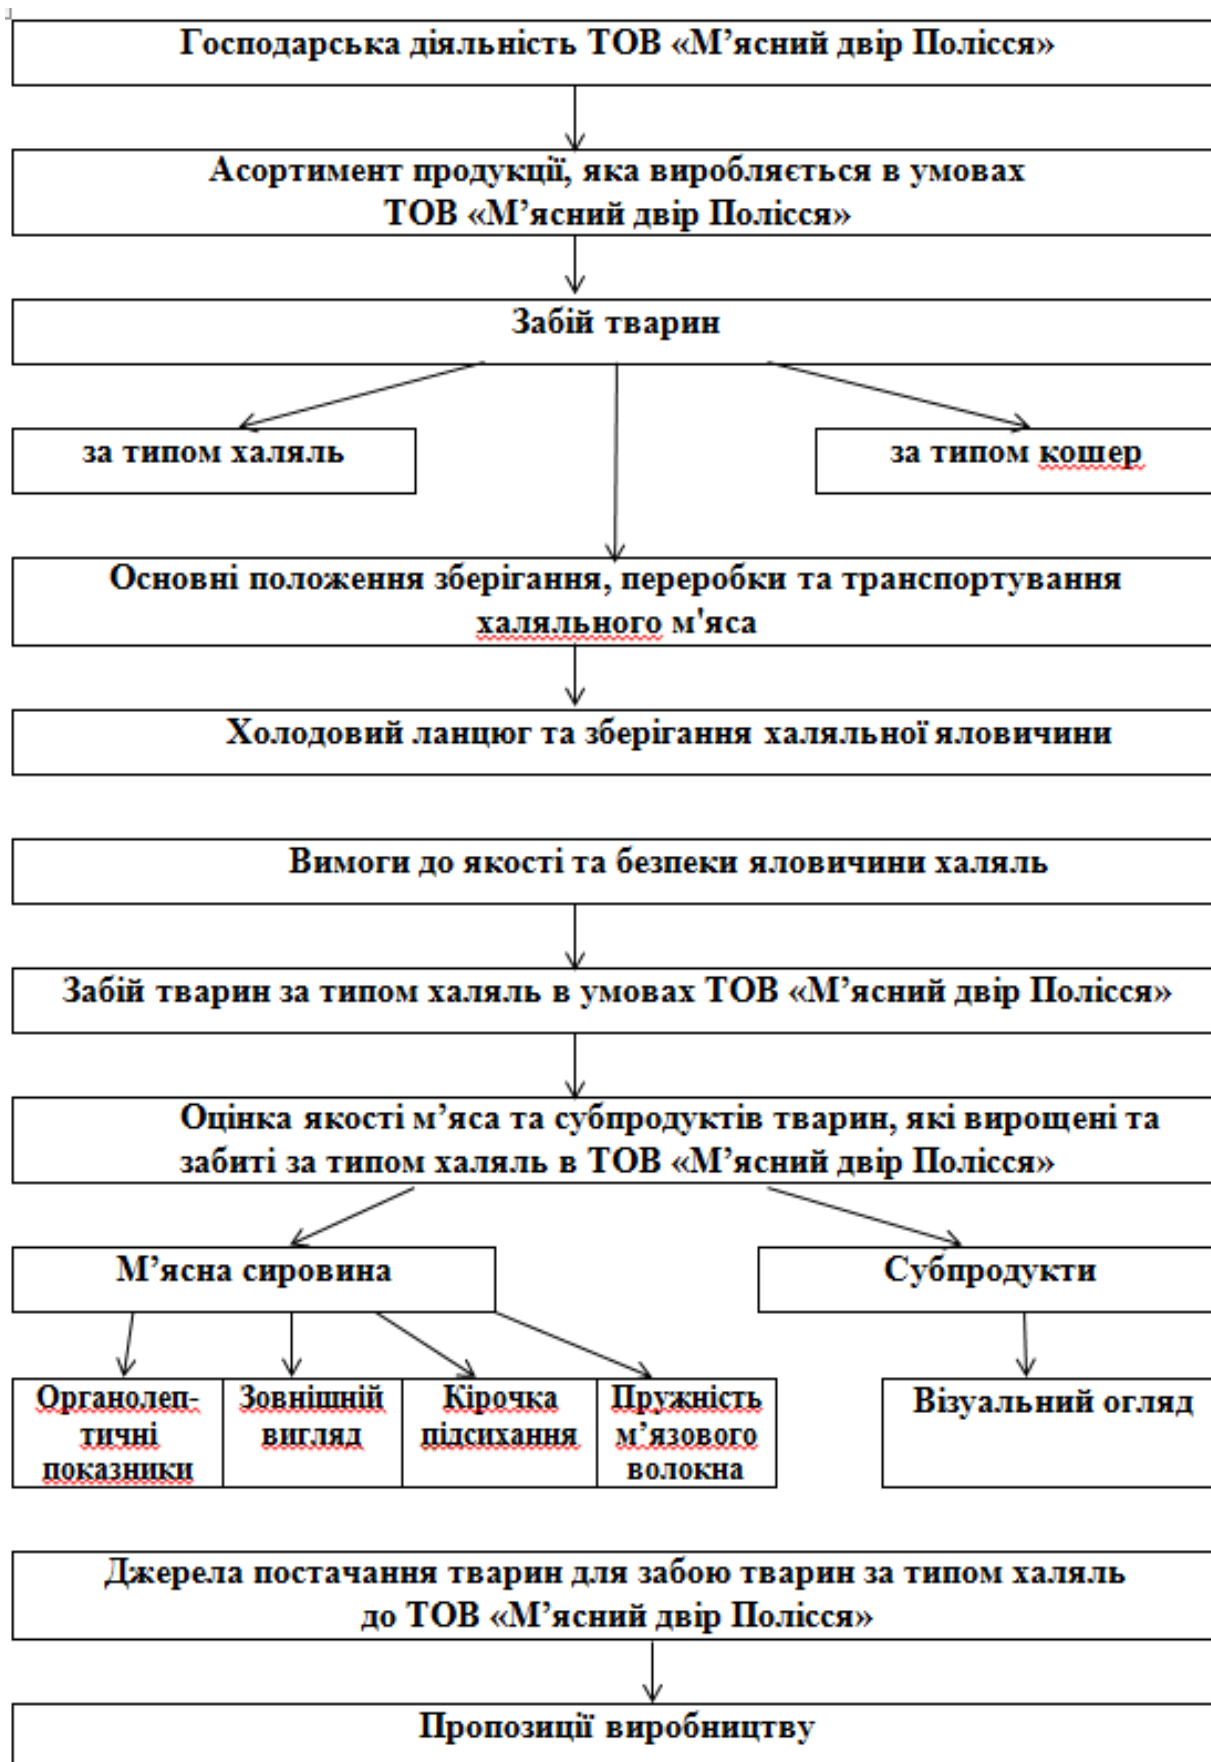 Господарська діяльність ТОВ «М’ясний двір Полісся»
Асортимент продукції, яка виробляється в умовах
ТОВ «М’ясний двір Полісся»
Забій тварин
за типом халяль
за типом кошер
Основні положення зберігання, переробки та транспортування
халяльного м'яса
Холодовий ланцюг та зберігання халяльної яловичини
Вимоги до якості та безпеки яловичини халяль
Забій тварин за типом халяль в умовах ТОВ «М’ясний двір Полісся»
Оцінка якості м’яса та субпродуктів тварин, які вирощені та
забиті за типом халяль в ТОВ «М’ясний двір Полісся»
М’ясна сировина
Субпродукти
Органолеп-
тичні
показники
Зовнішній
вигляд
Кірочка
підсихання
Пружність
м’язового
волокна
Візуальний огляд
Джерела постачання тварин для забою тварин за типом халяль
до ТОВ «М’ясний двір Полісся»
Пропозиції виробництву